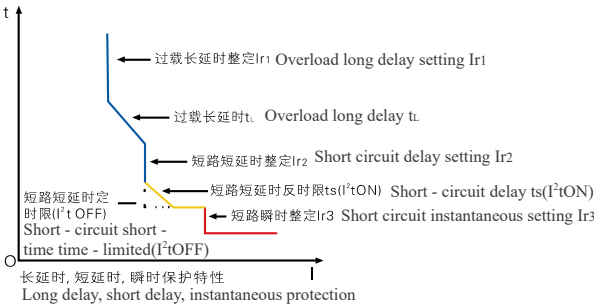 t
过载长延时整定Ir1 Overload long delay setting Ir1
过载长延时tL Overload long delay tL
短路短延时整定Ir2 Short circuit delay setting Ir2
短路短延时反时限ts(I²tON) Short - circuit delay ts(I²tON)
短路瞬时整定Ir3 Short circuit instantaneous setting Ir3
短路短延时定
时限(I²t OFF)
Short - circuit short -
time time - limited(I²tOFF)
O
I
长延时, 短延时, 瞬时保护特性
Long delay, short delay, instantaneous protection